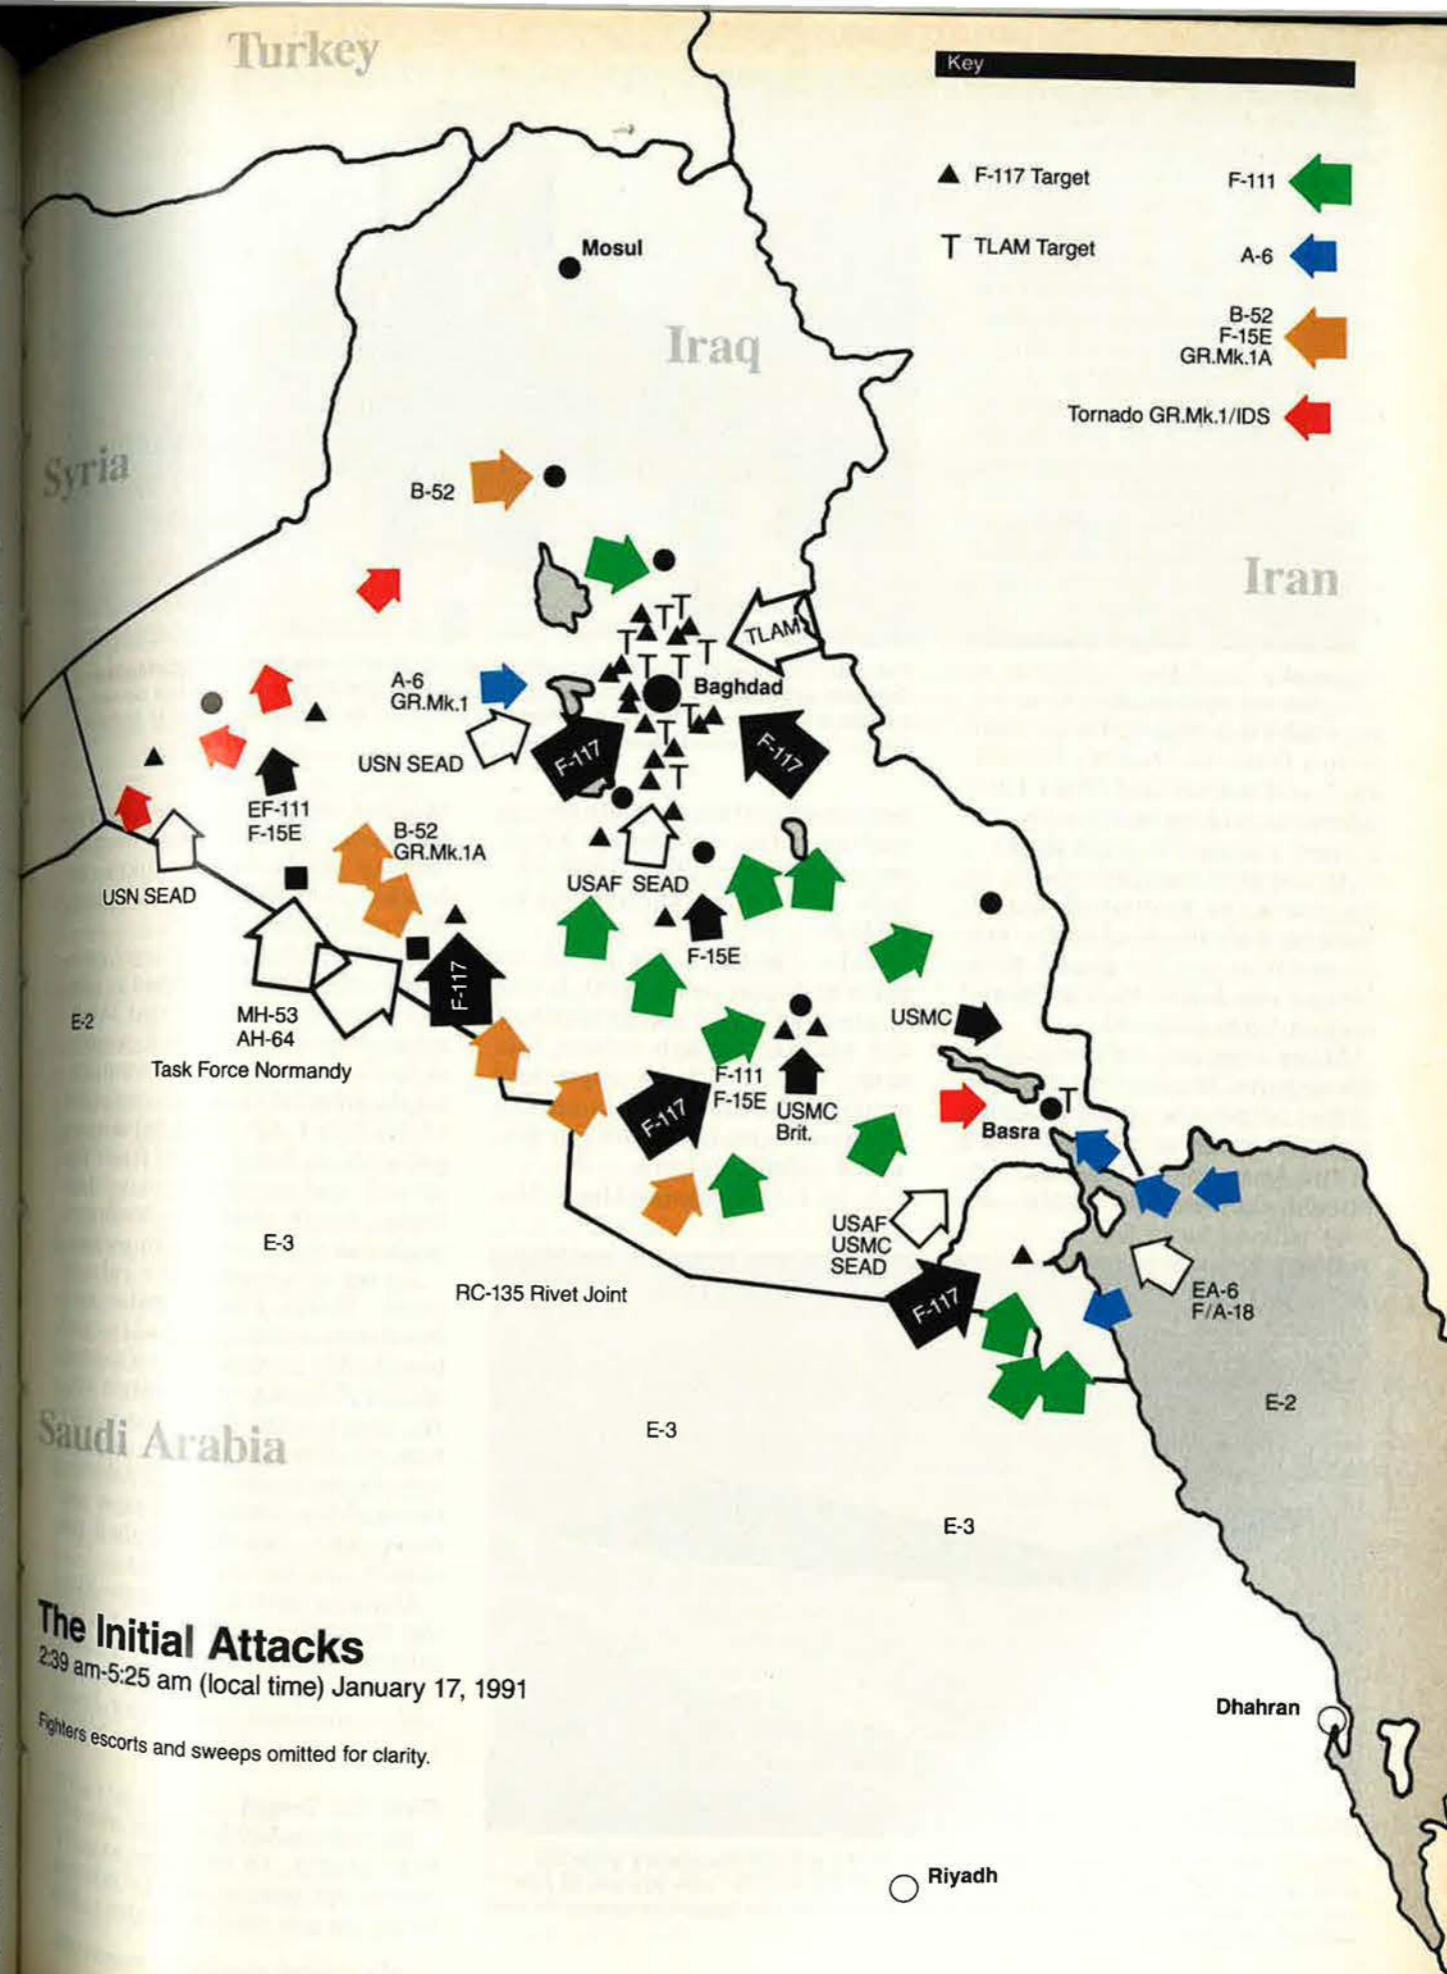 Turkey
Key
F-117 Target
F-111
TLAM Target
A-6
B-52
F-15E
GR.Mk.1A
Tornado GR.Mk.1/IDS
Mosul
Iraq
Syria
B-52
Iran
T
T
T
T
T
T
TLAM
A-6
GR.Mk.1
Baghdad
T
T
T
USN SEAD
F-117
F-117
EF-111
F-15E
B-52
GR.Mk.1A
USN SEAD
USAF SEAD
F-15E
F-117
E-2
MH-53
AH-64
Task Force Normandy
USMC
F-111
F-15E
USMC
Brit.
F-117
T
Basra
USAF
USMC
SEAD
E-3
RC-135 Rivet Joint
F-117
EA-6
F/A-18
E-2
E-3
Saudi Arabia
E-3
The Initial Attacks
2:39 am-5:25 am (local time) January 17, 1991
Fighters escorts and sweeps omitted for clarity.
Dhahran
Riyadh